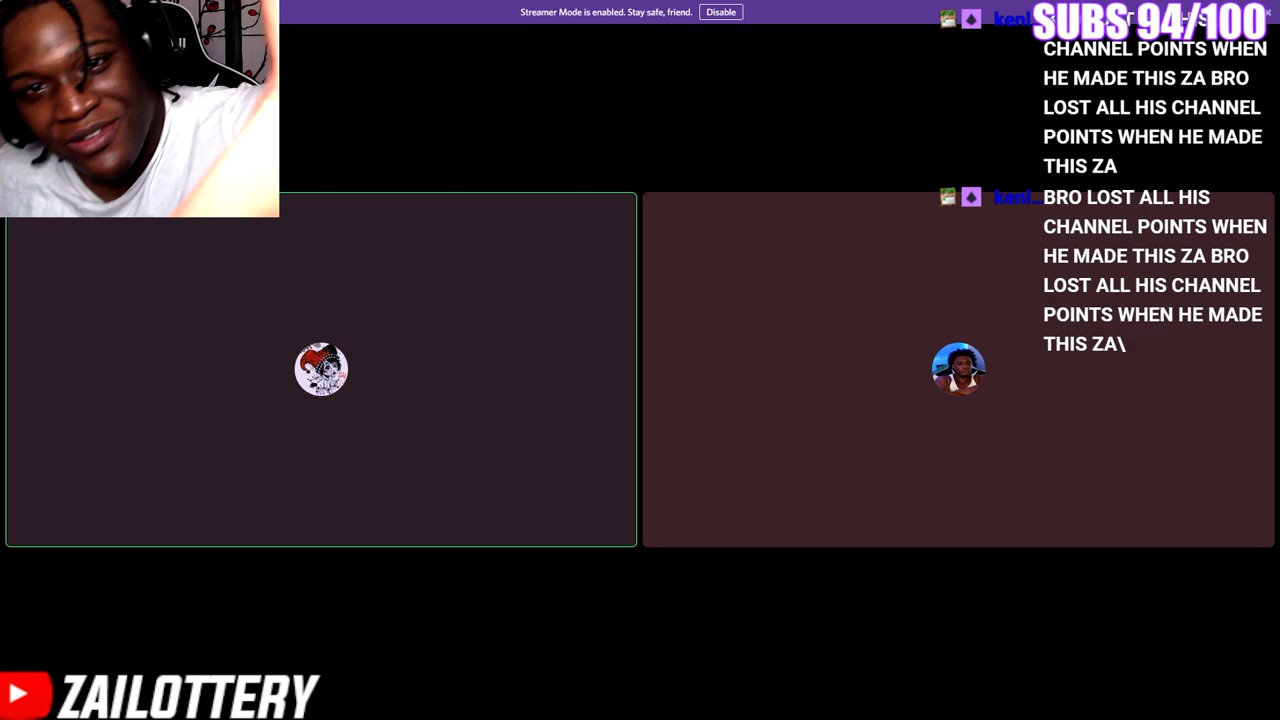 Streamer Mode is enabled. Stay safe, friend. Disable
SUBS 94/100
CHANNEL POINTS WHEN
HE MADE THIS ZA BRO
LOST ALL HIS CHANNEL
POINTS WHEN HE MADE
THIS ZA
kenl... BRO LOST ALL HIS
CHANNEL POINTS WHEN
HE MADE THIS ZA BRO
LOST ALL HIS CHANNEL
POINTS WHEN HE MADE
THIS ZA\
ZAILOTTERY